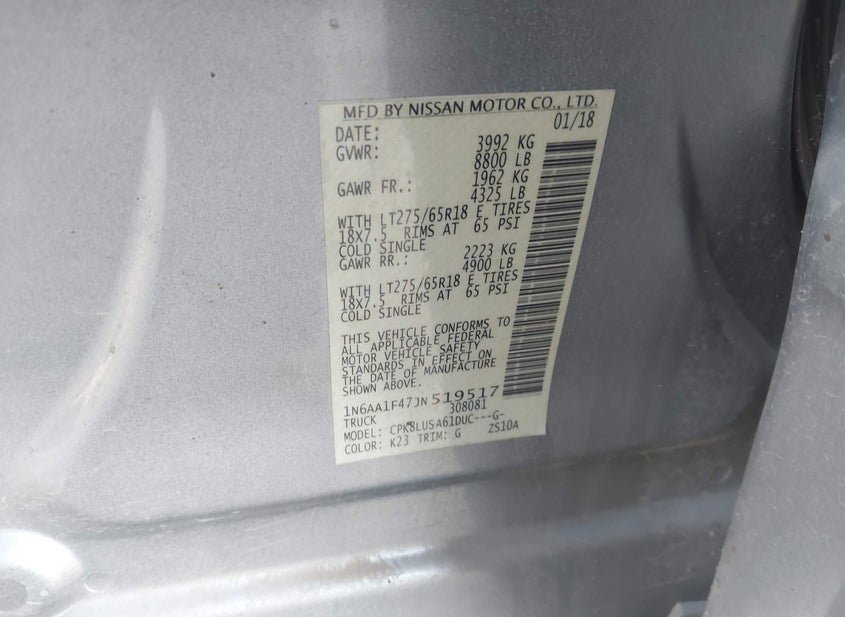 MFD BY NISSAN MOTOR CO., LTD.
DATE: 01/18
GVWR: 3992 KG
8800 LB
GAWR FR.: 1962 KG
4325 LB
WITH LT275/65R18 E TIRES
18X7.5 RIMS AT 65 PSI
COLD SINGLE
GAWR RR.: 2223 KG
4900 LB
WITH LT275/65R18 E TIRES
18X7.5 RIMS AT 65 PSI
COLD SINGLE
THIS VEHICLE CONFORMS TO
ALL APPLICABLE FEDERAL
MOTOR VEHICLE SAFETY
STANDARDS IN EFFECT ON
THE DATE OF MANUFACTURE
SHOWN ABOVE.
1N6AA1F47JN519517
TRUCK 308081
MODEL: CPK8LUSA61DUC---G-
COLOR: K23 TRIM: G ZS10A